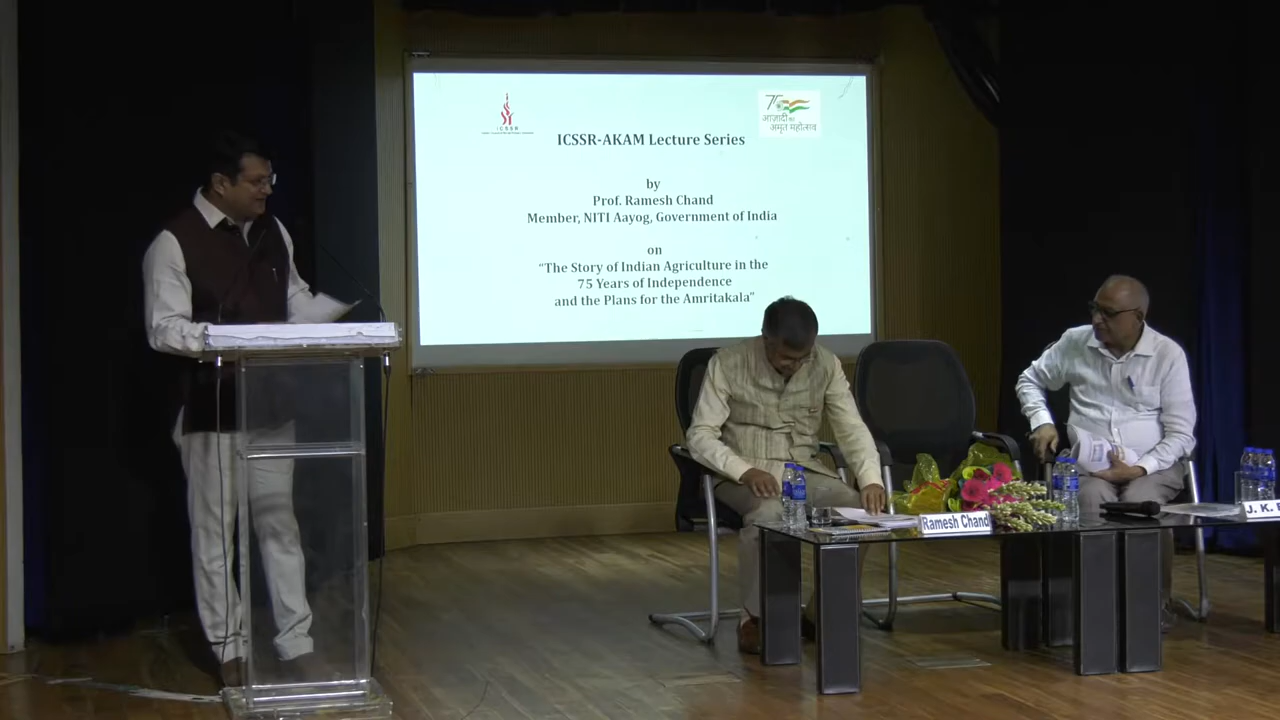 ICSSR
75
आज़ादी का
अमृत महोत्सव
ICSSR-AKAM Lecture Series
by
Prof. Ramesh Chand
Member, NITI Aayog, Government of India
on
“The Story of Indian Agriculture in the
75 Years of Independence
and the Plans for the Amritakala”
Ramesh Chand
J. K.